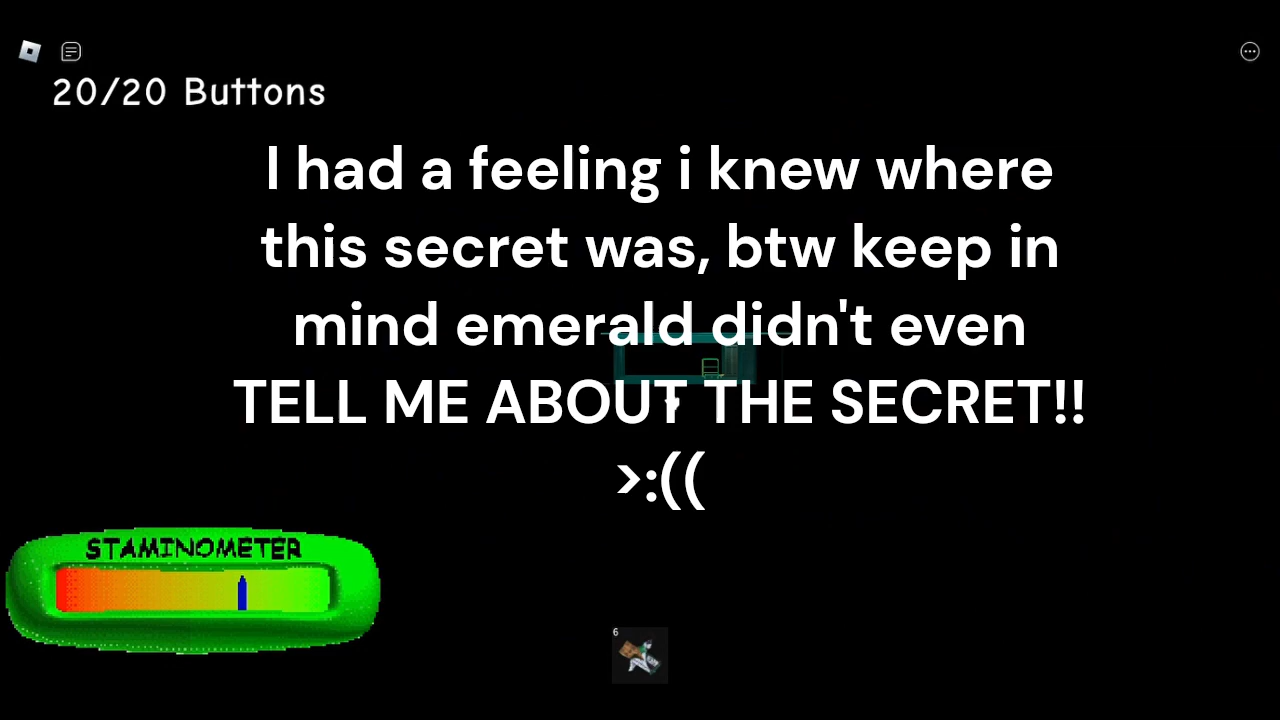 20/20 Buttons
I had a feeling i knew where
this secret was, btw keep in
mind emerald didn't even
TELL ME ABOUT THE SECRET!!
>:((
STAMINOMETER
6